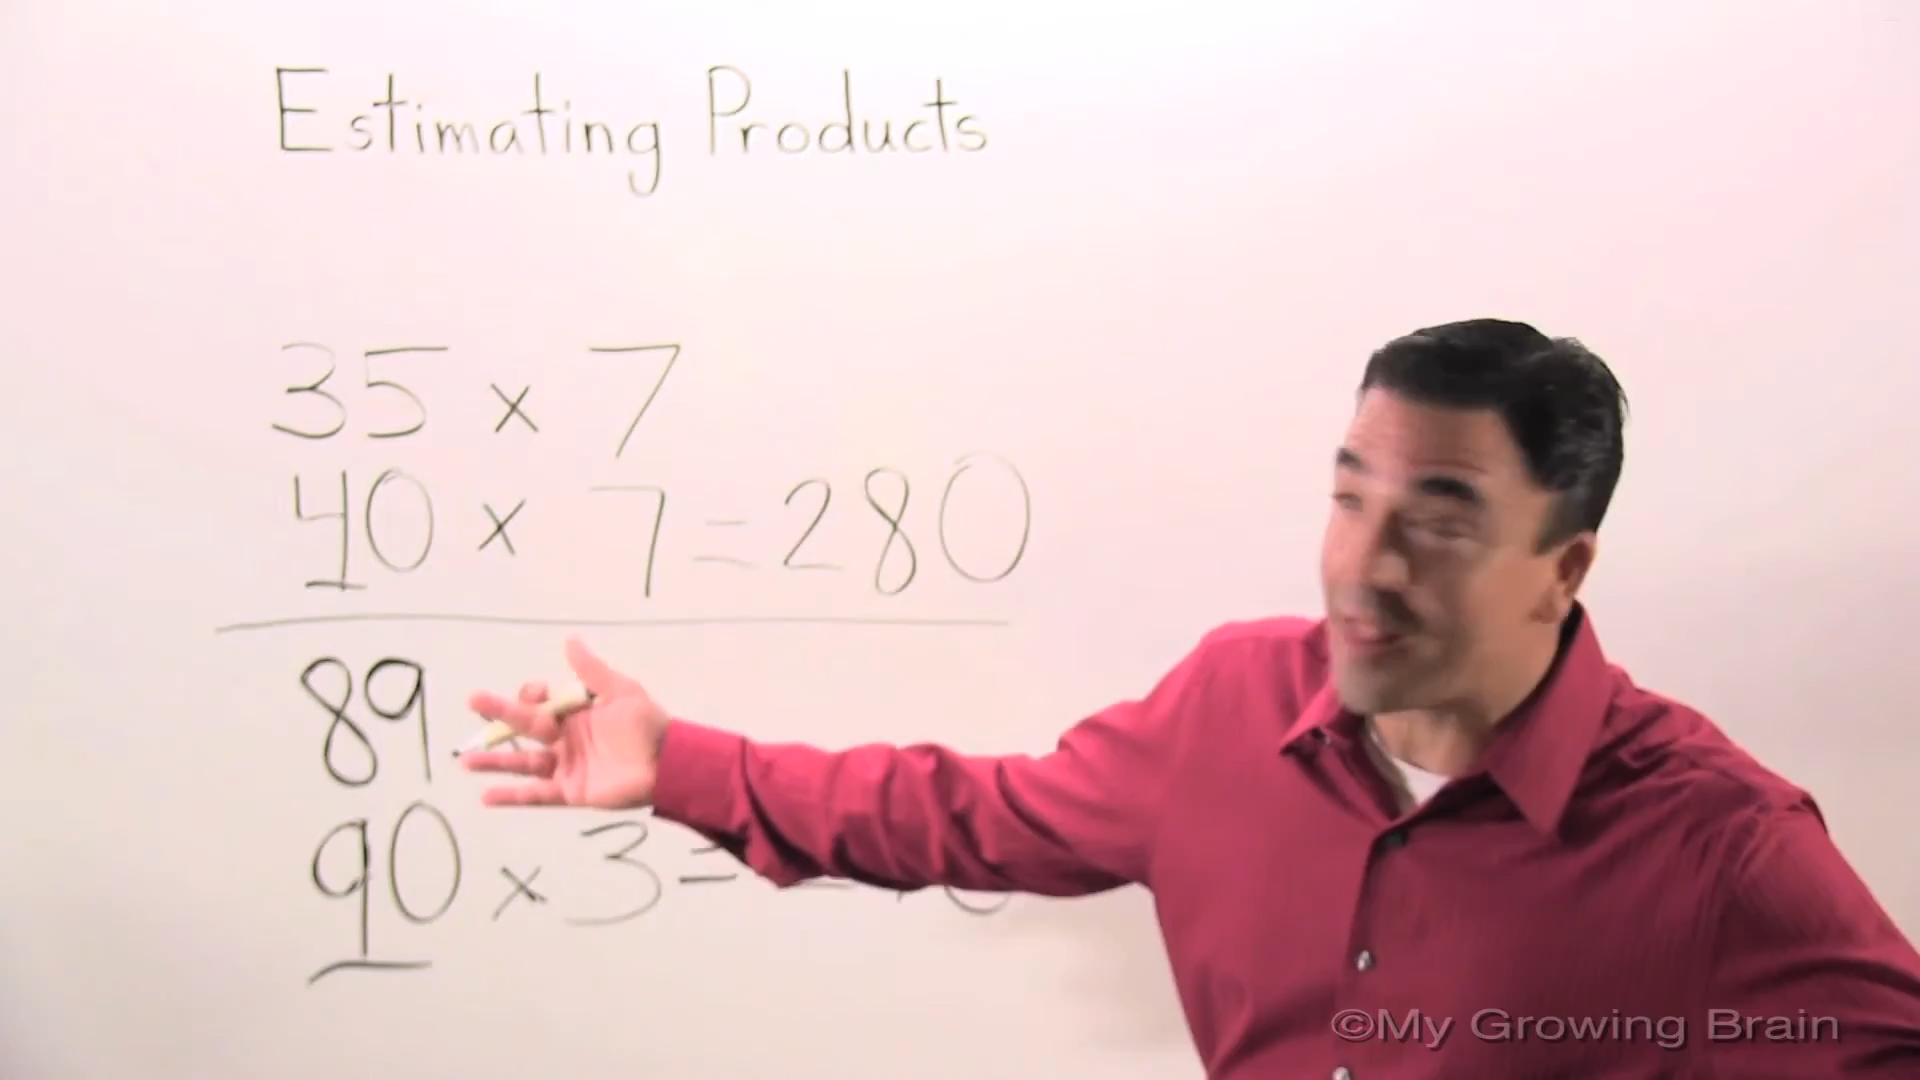 Estimating Products
35 x 7
40 x 7 = 280
89
90 x 3 =
©My Growing Brain